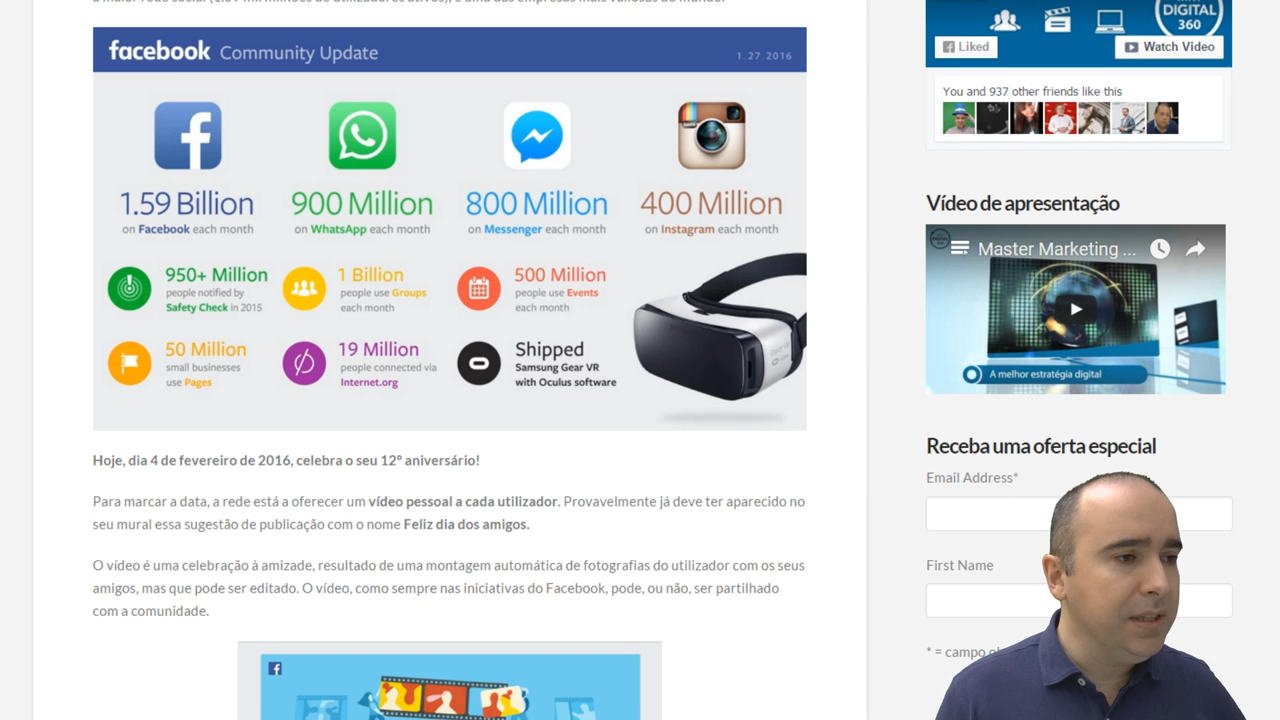 facebook Community Update
1.27.2016
1.59 Billion
on Facebook each month
900 Million
on WhatsApp each month
800 Million
on Messenger each month
400 Million
on Instagram each month
950+ Million
people notified by
Safety Check in 2015
1 Billion
people use Groups
each month
500 Million
people use Events
each month
50 Million
small businesses
use Pages
19 Million
people connected via
Internet.org
Shipped
Samsung Gear VR
with Oculus software
Hoje, dia 4 de fevereiro de 2016, celebra o seu 12º aniversário!
Para marcar a data, a rede está a oferecer um vídeo pessoal a cada utilizador. Provavelmente já deve ter aparecido no
seu mural essa sugestão de publicação com o nome Feliz dia dos amigos.
O vídeo é uma celebração à amizade, resultado de uma montagem automática de fotografias do utilizador com os seus
amigos, mas que pode ser editado. O vídeo, como sempre nas iniciativas do Facebook, pode, ou não, ser partilhado
com a comunidade.
DIGITAL
360
Liked
Watch Video
You and 937 other friends like this
Vídeo de apresentação
Master Marketing ...
A melhor estratégia digital
Receba uma oferta especial
Email Address*
First Name
* = campo